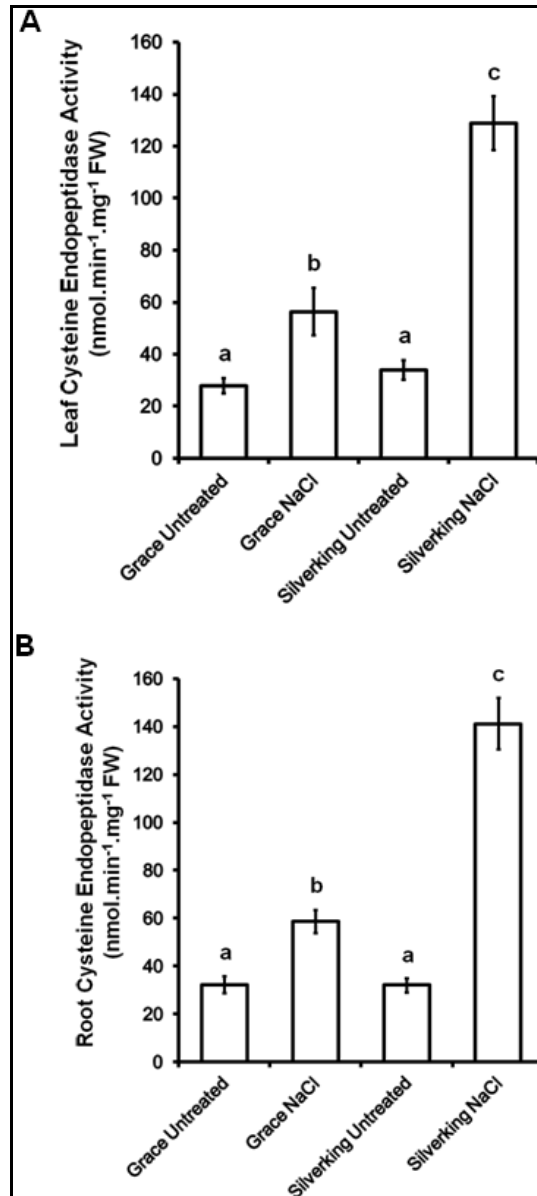 A
Leaf Cysteine Endopeptidase Activity
(nmol.min⁻¹.mg⁻¹ FW)
160
140
120
100
80
60
40
20
0
a
b
a
c
Grace Untreated
Grace NaCl
Silverking Untreated
Silverking NaCl
B
Root Cysteine Endopeptidase Activity
(nmol.min⁻¹.mg⁻¹ FW)
160
140
120
100
80
60
40
20
0
a
b
a
c
Grace Untreated
Grace NaCl
Silverking Untreated
Silverking NaCl